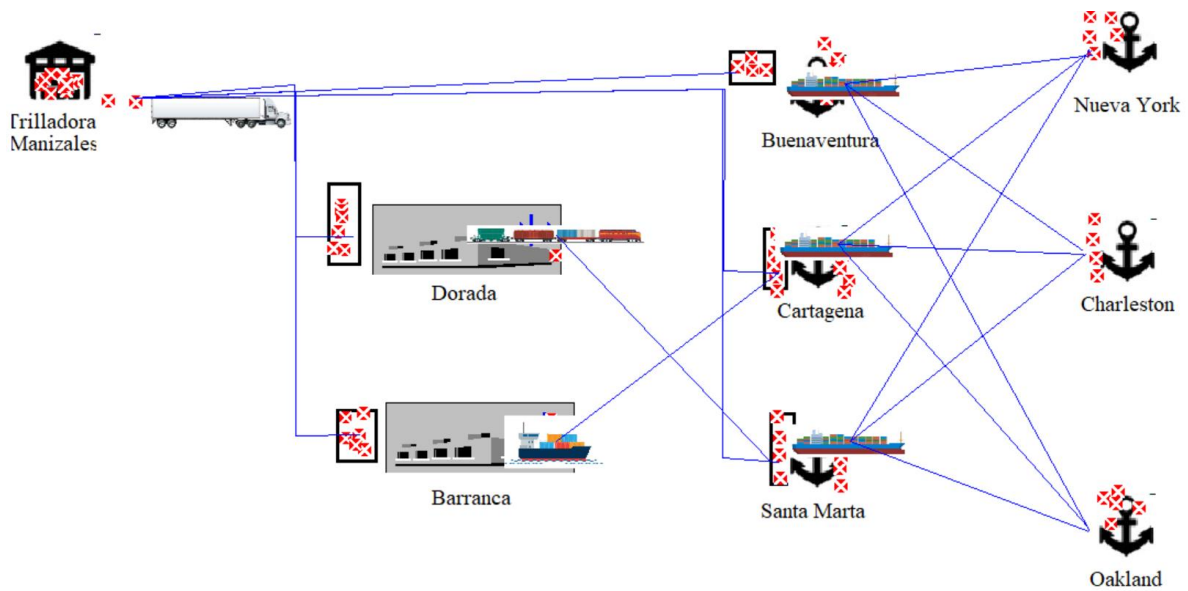 Trilladora
Manizales
Buenaventura
Nueva York
Dorada
Cartagena
Charleston
Barranca
Santa Marta
Oakland